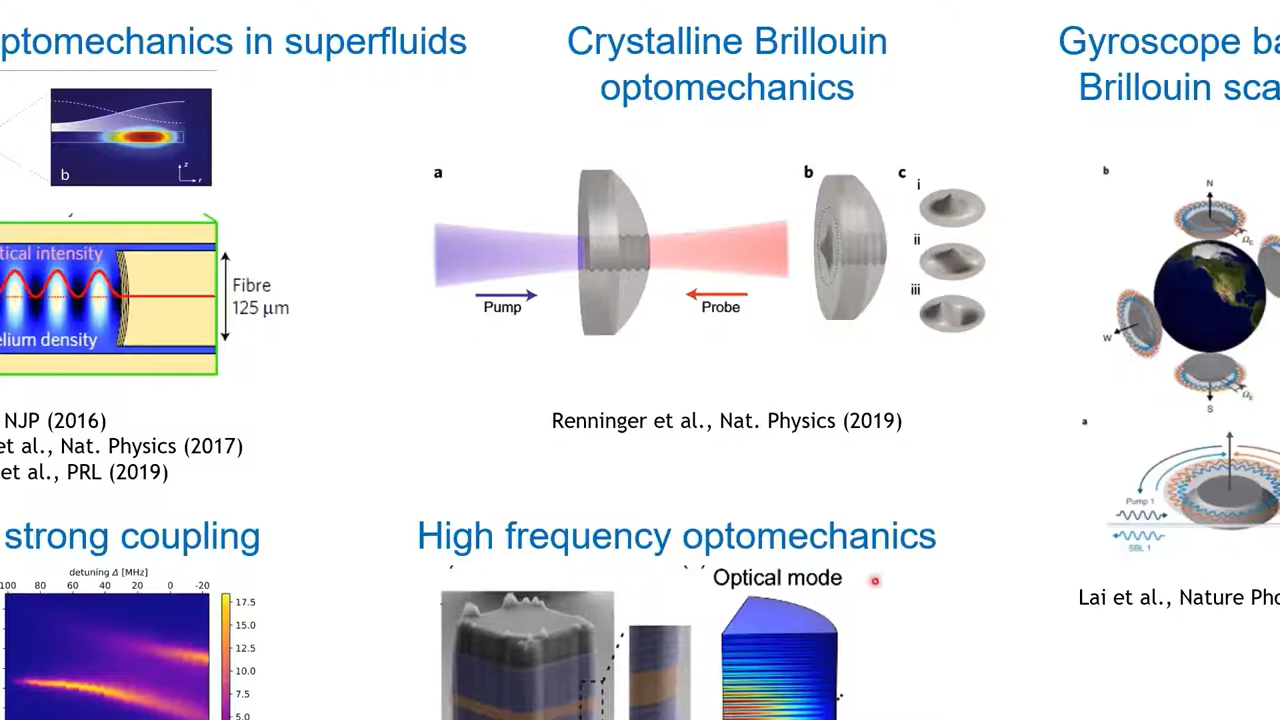 ptomechanics in superfluids
b
z
r
tical intensity
elium density
Fibre
125 μm
NJP (2016)
et al., Nat. Physics (2017)
et al., PRL (2019)
Crystalline Brillouin
optomechanics
a
b
c
i
ii
iii
Pump
Probe
Renninger et al., Nat. Physics (2019)
Gyroscope ba
Brillouin sca
b
N
Ω_E
W
Ω_E
S
a
Pump 1
SBL 1
Lai et al., Nature Pho
strong coupling
detuning Δ [MHz]
100 80 60 40 20 0 -20
17.5
15.0
12.5
10.0
7.5
5.0
High frequency optomechanics
Optical mode